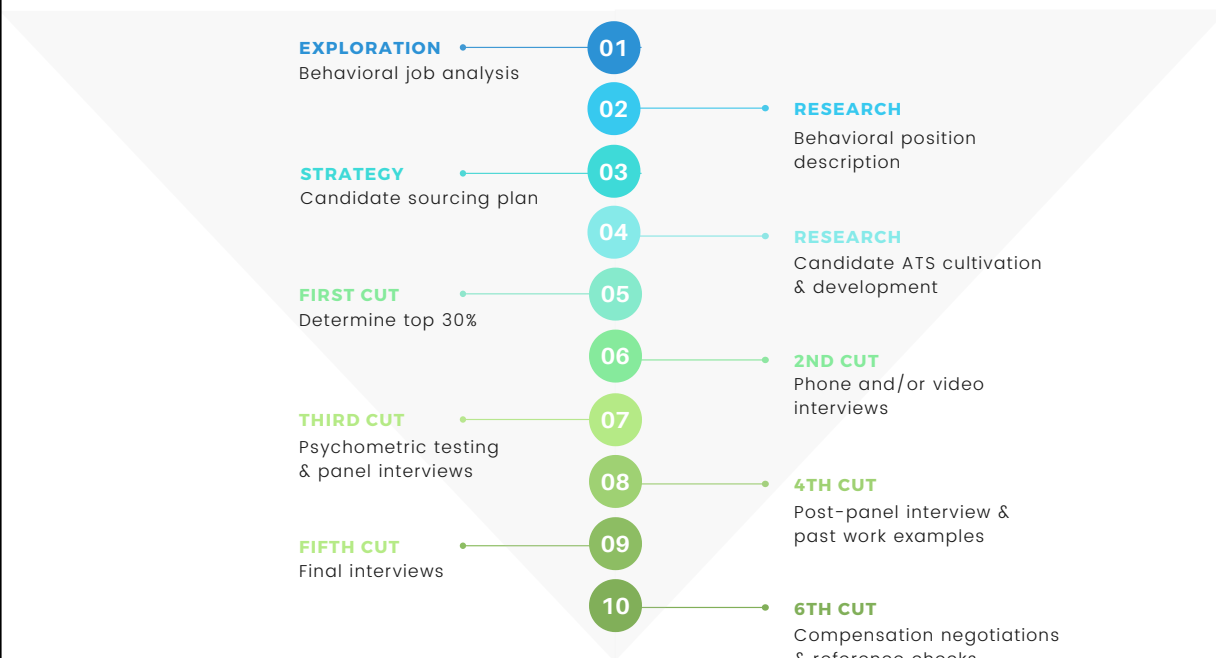 EXPLORATION
Behavioral job analysis
01
02
RESEARCH
Behavioral position
description
STRATEGY
Candidate sourcing plan
03
04
RESEARCH
Candidate ATS cultivation
& development
FIRST CUT
Determine top 30%
05
06
2ND CUT
Phone and/or video
interviews
THIRD CUT
Psychometric testing
& panel interviews
07
08
4TH CUT
Post-panel interview &
past work examples
FIFTH CUT
Final interviews
09
10
6TH CUT
Compensation negotiations
& reference checks